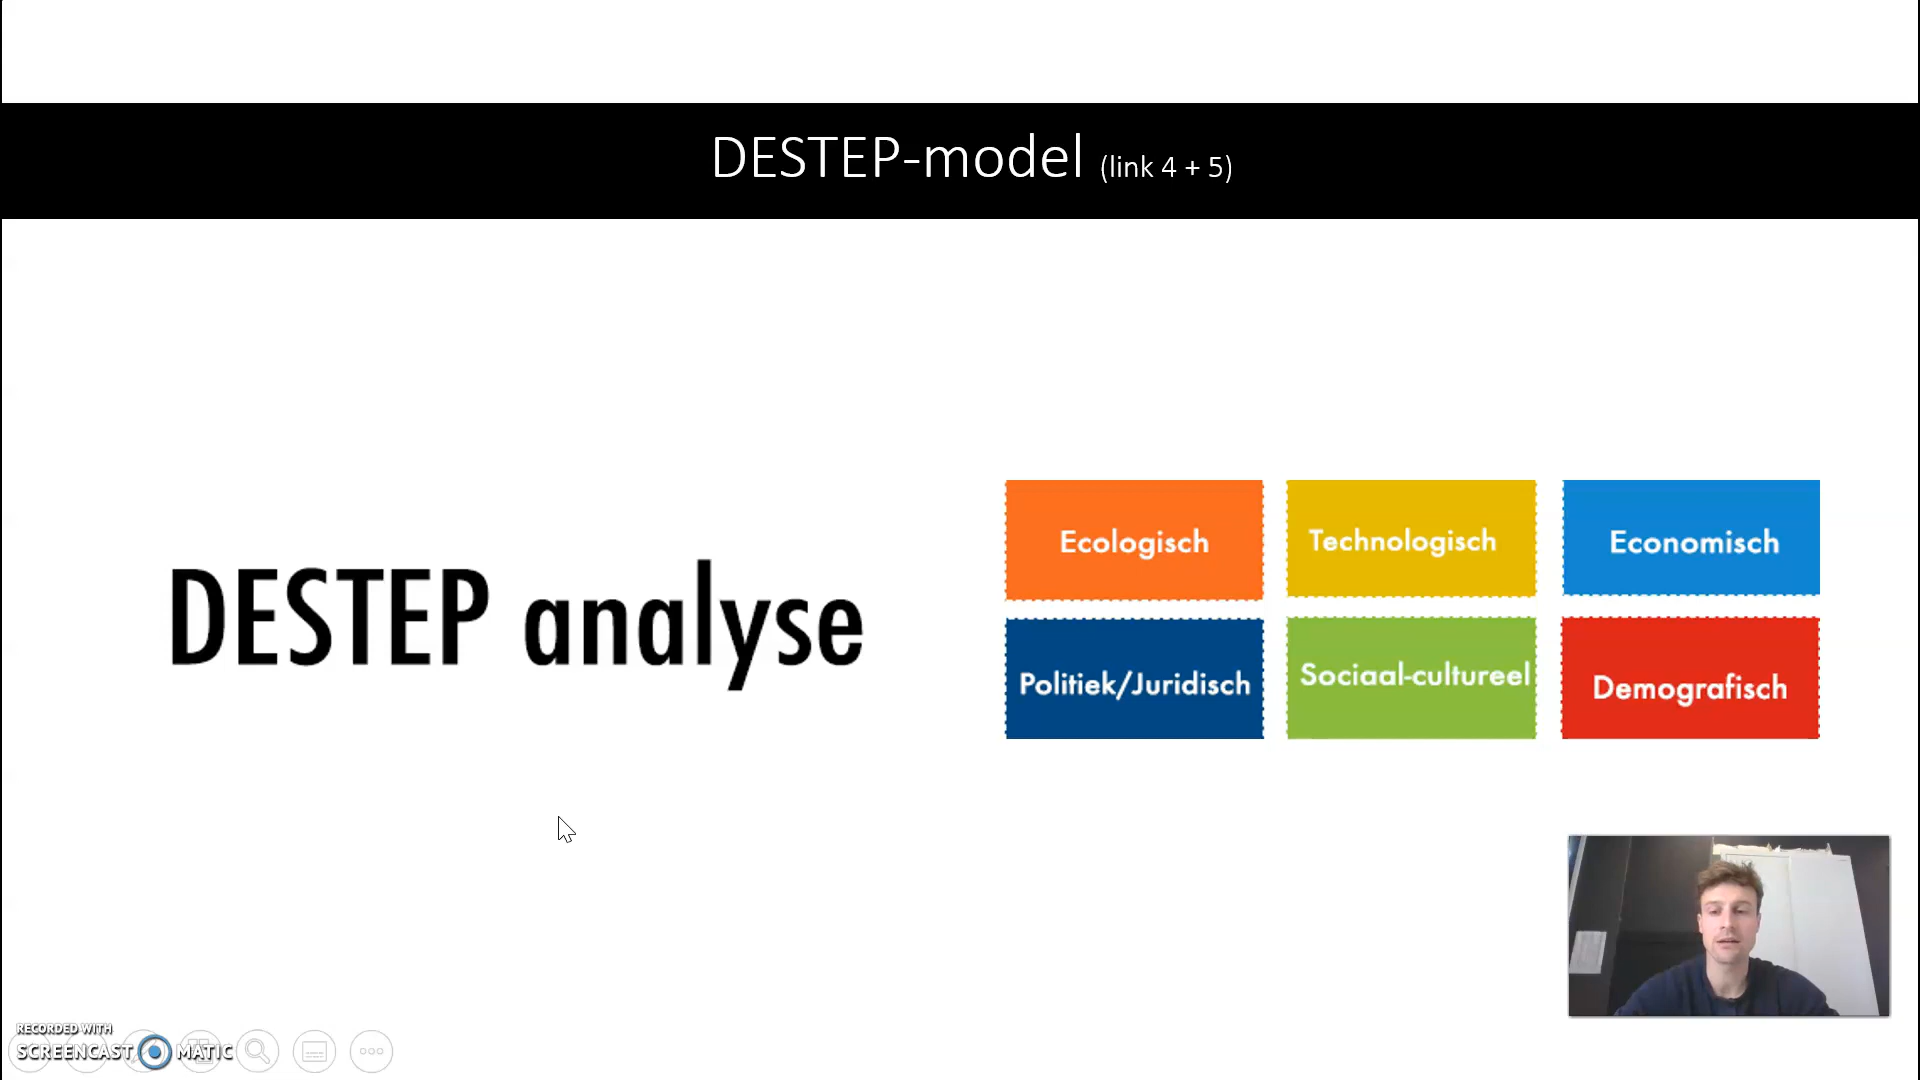 DESTEP-model (link 4 + 5)
DESTEP analyse
Ecologisch
Technologisch
Economisch
Politiek/Juridisch
Sociaal-cultureel
Demografisch
RECORDED WITH
SCREENCAST MATIC